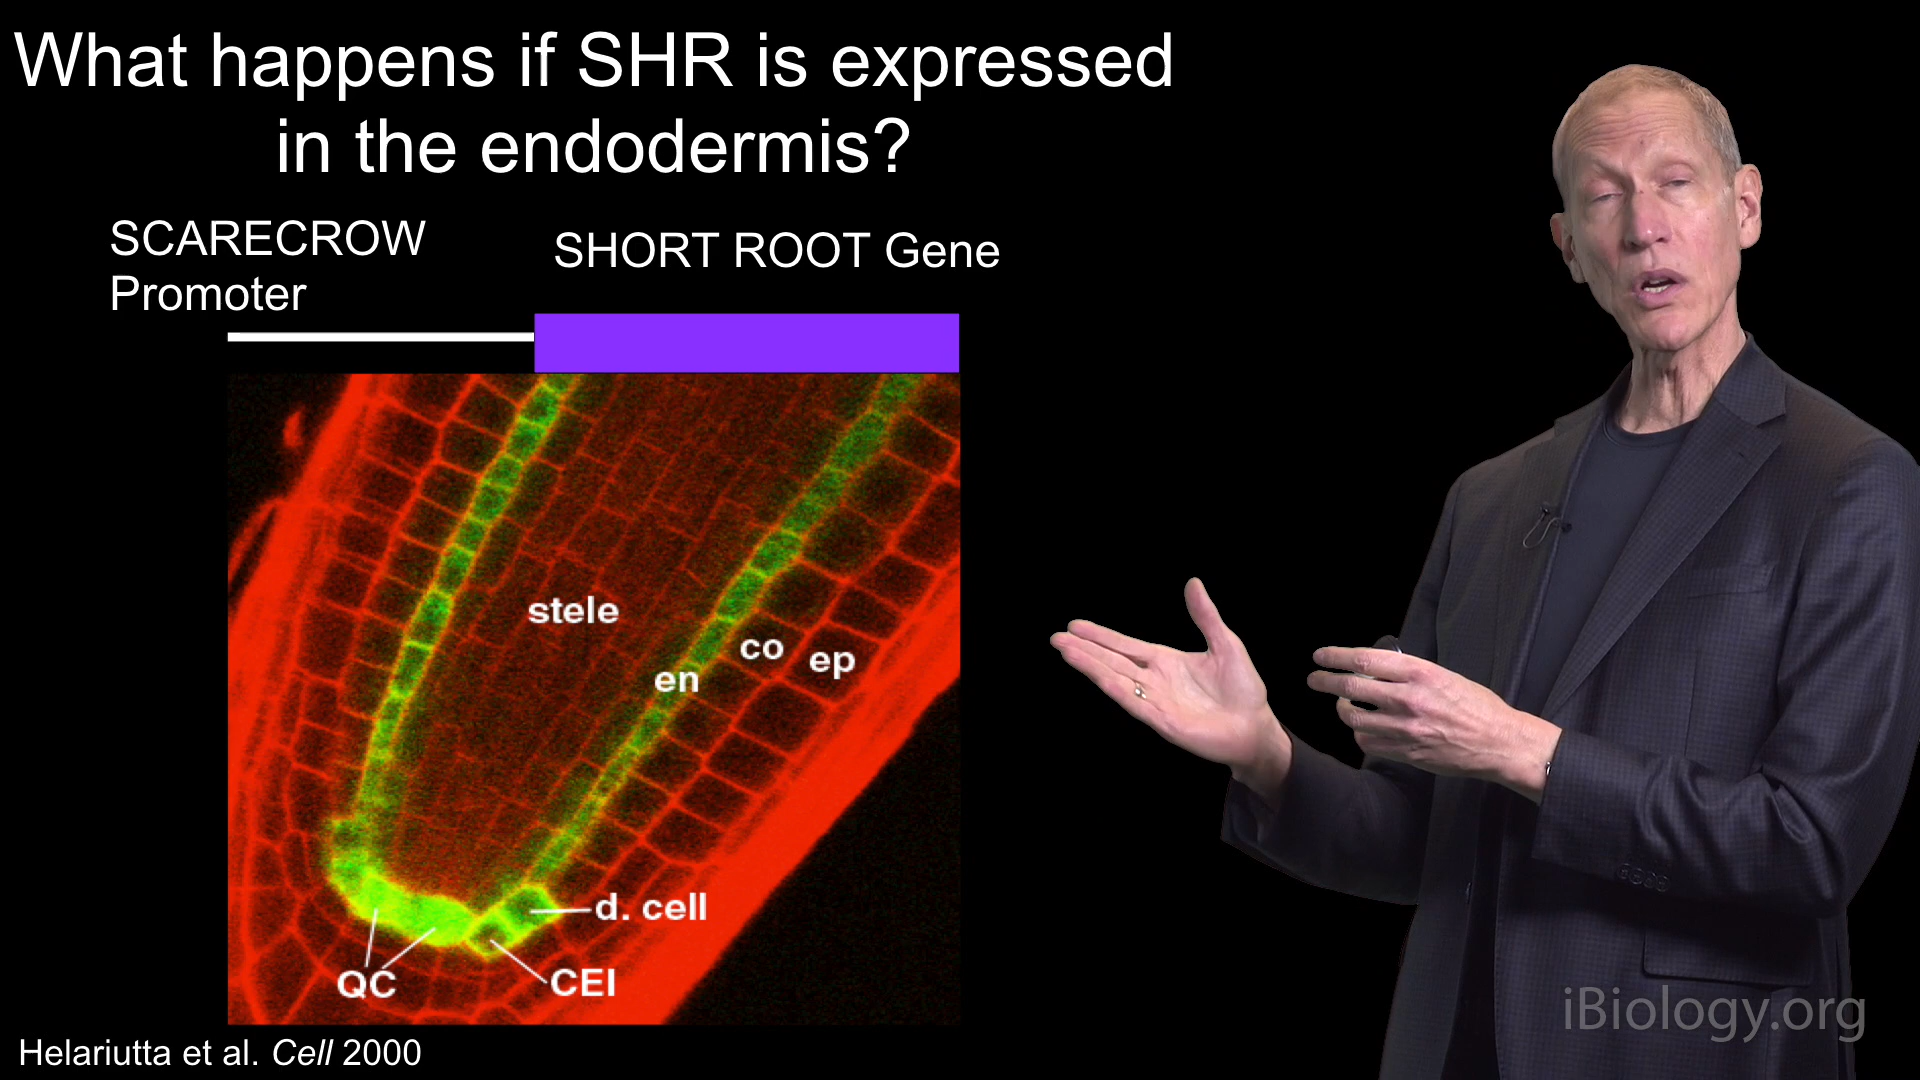 What happens if SHR is expressed
in the endodermis?
SCARECROW
Promoter
SHORT ROOT Gene
stele
co
ep
en
d. cell
QC
CEI
Helariutta et al. Cell 2000
iBiology.org